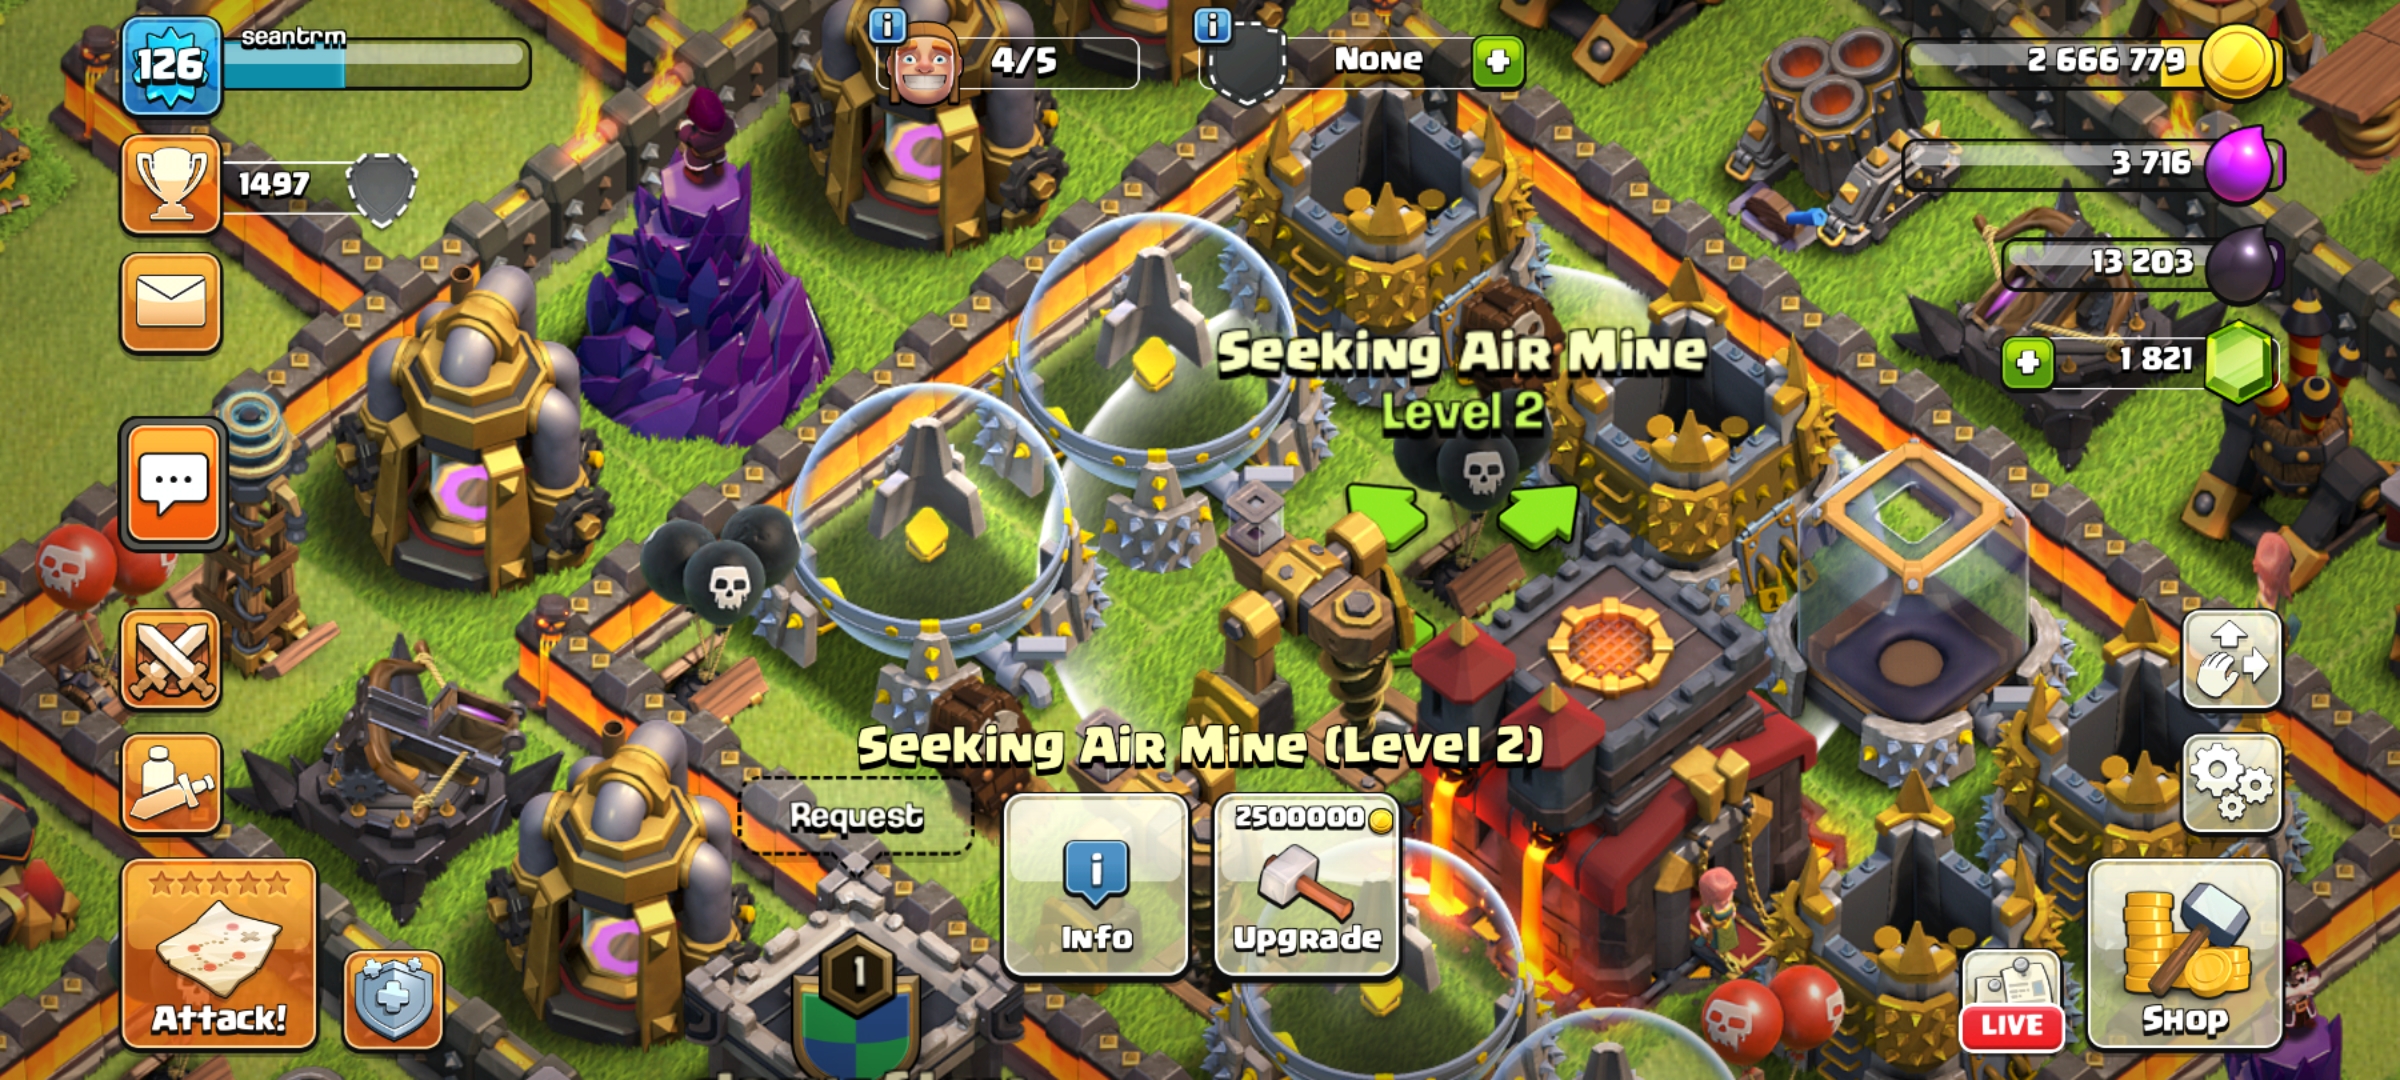 126
seantrm
4/5
None
2 666 779
1497
3 716
13 203
1 821
Seeking Air Mine
Level 2
Seeking Air Mine (Level 2)
Request
Info
2500000
Upgrade
1
Attack!
LIVE
Shop